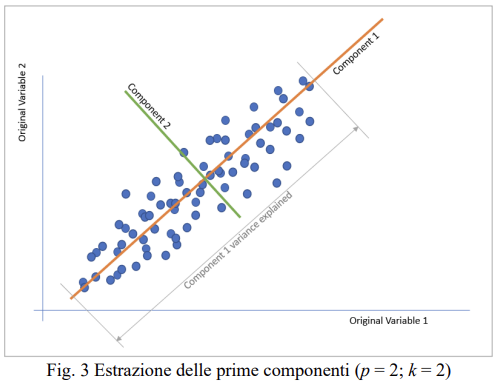 Original Variable 2
Component 1
Component 2
Component 1 variance explained
Original Variable 1
Fig. 3 Estrazione delle prime componenti (p = 2; k = 2)